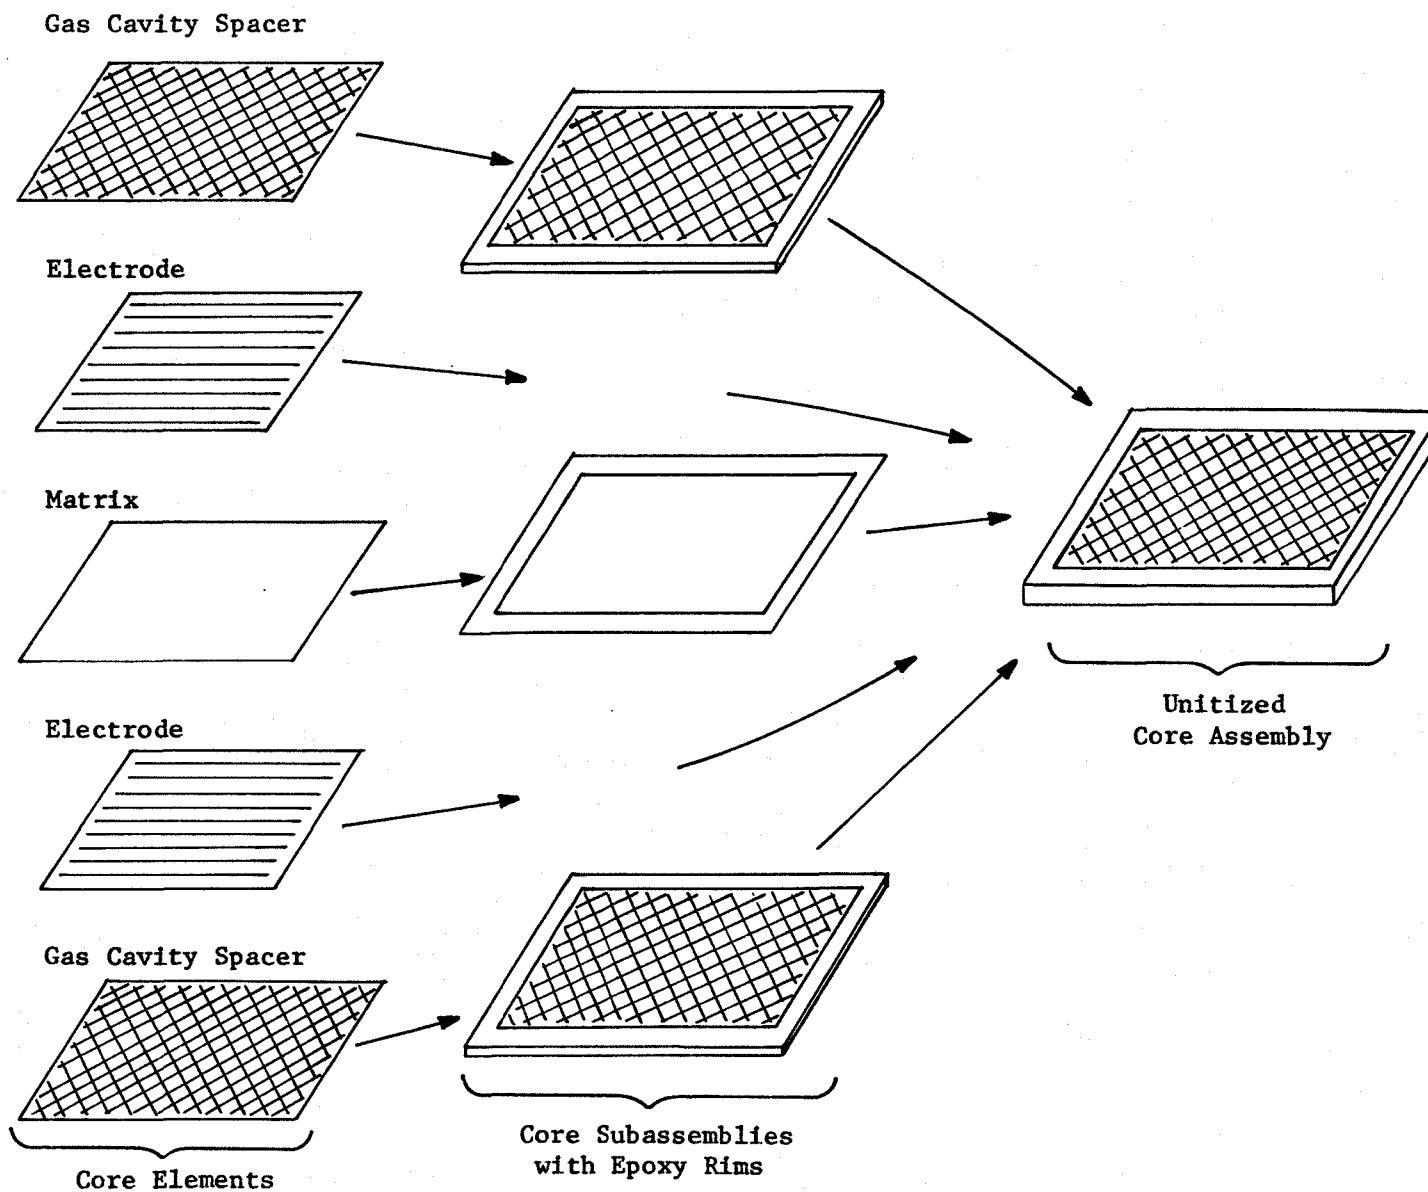 Gas Cavity Spacer
Electrode
Matrix
Electrode
Gas Cavity Spacer
Core Elements
Core Subassemblies
with Epoxy Rims
Unitized
Core Assembly